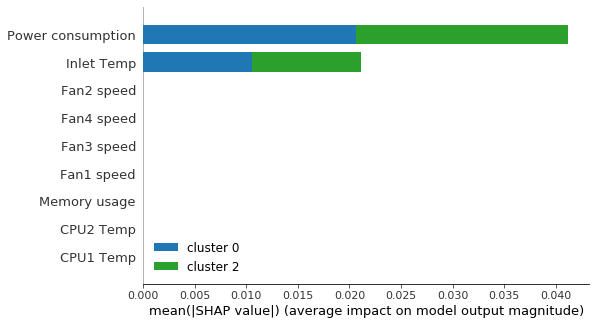 Power consumption
Inlet Temp
Fan2 speed
Fan4 speed
Fan3 speed
Fan1 speed
Memory usage
CPU2 Temp
CPU1 Temp
cluster 0
cluster 2
0.000 0.005 0.010 0.015 0.020 0.025 0.030 0.035 0.040
mean(|SHAP value|) (average impact on model output magnitude)